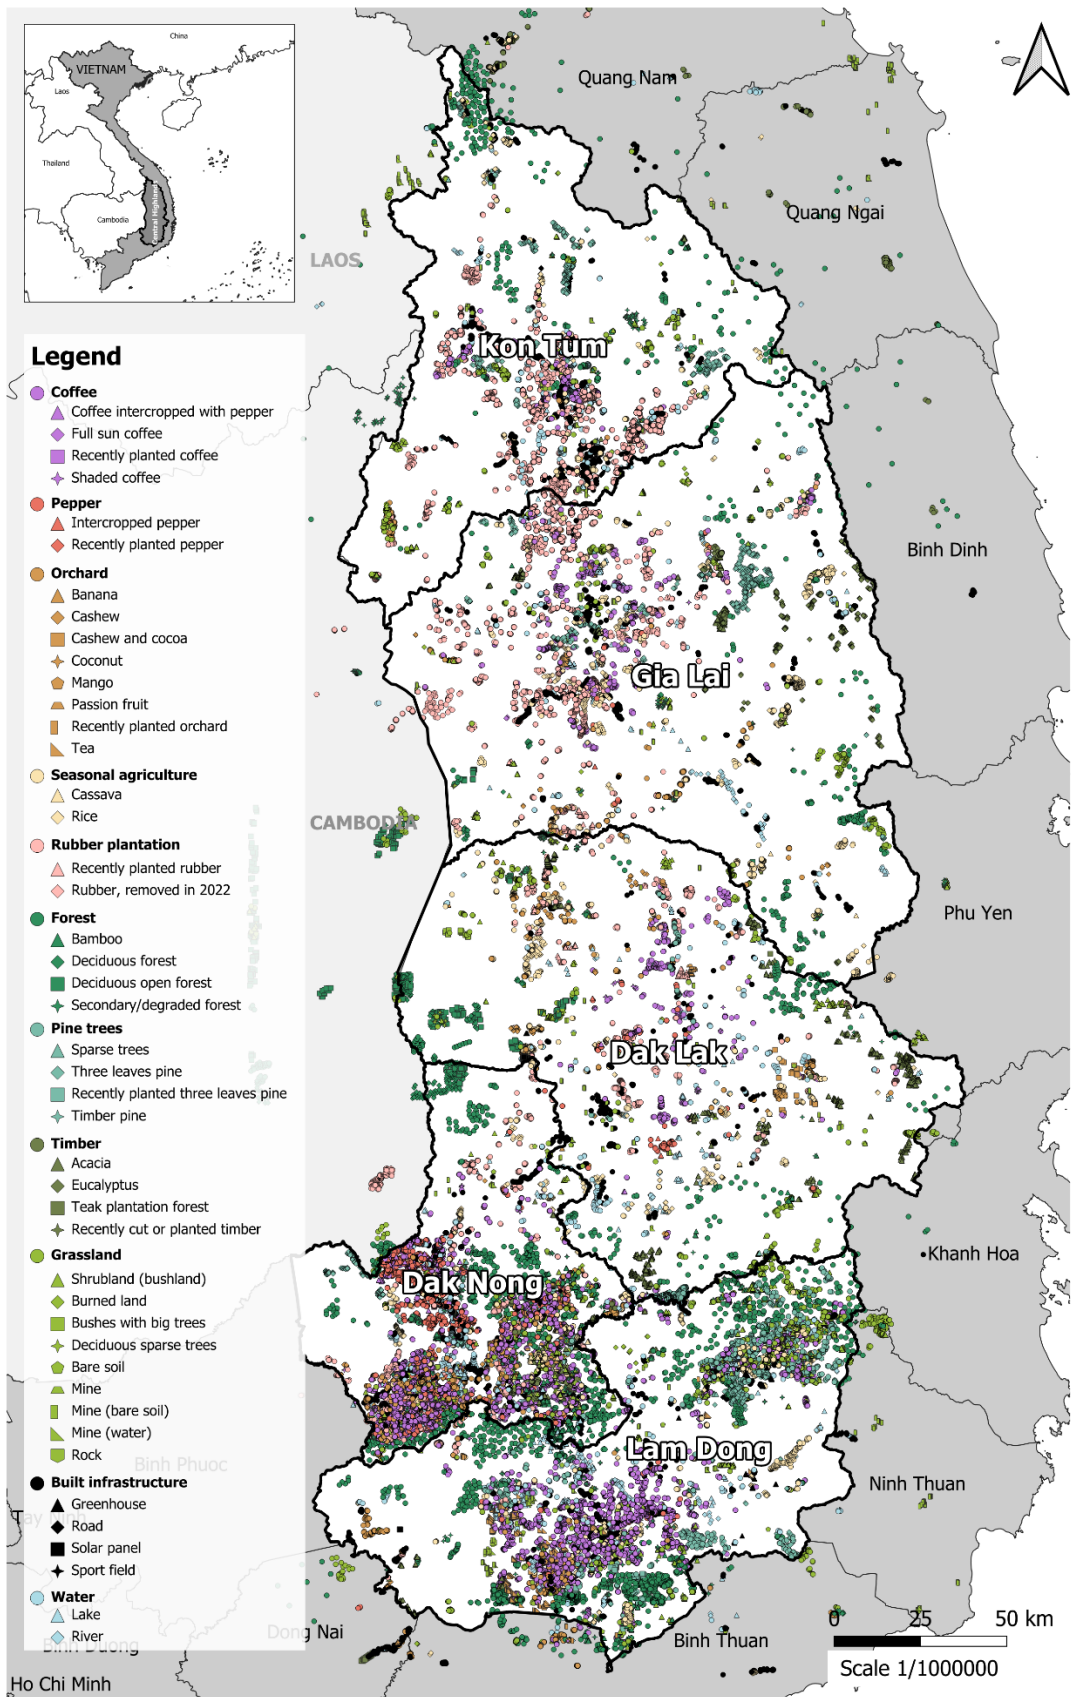 China
VIETNAM
Laos
Thailand
Cambodia
Central Highlands
Quang Nam
Quang Ngai
LAOS
Kon Tum
Binh Dinh
Gia Lai
CAMBODIA
Phu Yen
Dak Lak
Khanh Hoa
Dak Nong
Lam Dong
Ninh Thuan
Binh Phuoc
Tay Ninh
Dong Nai
Binh Duong
Binh Thuan
Ho Chi Minh
Legend
Coffee
Coffee intercropped with pepper
Full sun coffee
Recently planted coffee
Shaded coffee
Pepper
Intercropped pepper
Recently planted pepper
Orchard
Banana
Cashew
Cashew and cocoa
Coconut
Mango
Passion fruit
Recently planted orchard
Tea
Seasonal agriculture
Cassava
Rice
Rubber plantation
Recently planted rubber
Rubber, removed in 2022
Forest
Bamboo
Deciduous forest
Deciduous open forest
Secondary/degraded forest
Pine trees
Sparse trees
Three leaves pine
Recently planted three leaves pine
Timber pine
Timber
Acacia
Eucalyptus
Teak plantation forest
Recently cut or planted timber
Grassland
Shrubland (bushland)
Burned land
Bushes with big trees
Deciduous sparse trees
Bare soil
Mine
Mine (bare soil)
Mine (water)
Rock
Built infrastructure
Greenhouse
Road
Solar panel
Sport field
Water
Lake
River
0 25 50 km
Scale 1/1000000